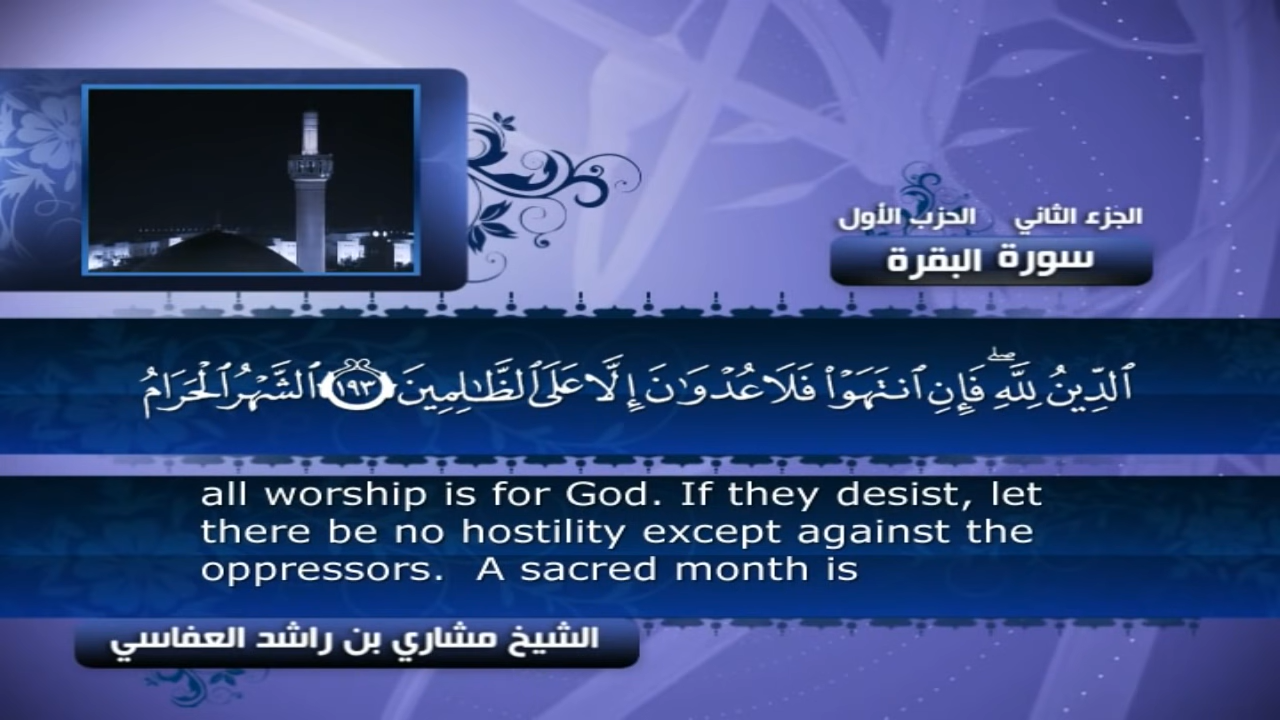 الجزء الثاني الحزب الأول
سورة البقرة
ٱلدِّينُ لِلَّهِۖ فَإِنِ ٱنتَهَوْا۟ فَلَا عُدْوَٰنَ إِلَّا عَلَى ٱلظَّـٰلِمِينَ ١٩٣ ٱلشَّهْرُ ٱلْحَرَامُ
all worship is for God. If they desist, let
there be no hostility except against the
oppressors. A sacred month is
الشيخ مشاري بن راشد العفاسي